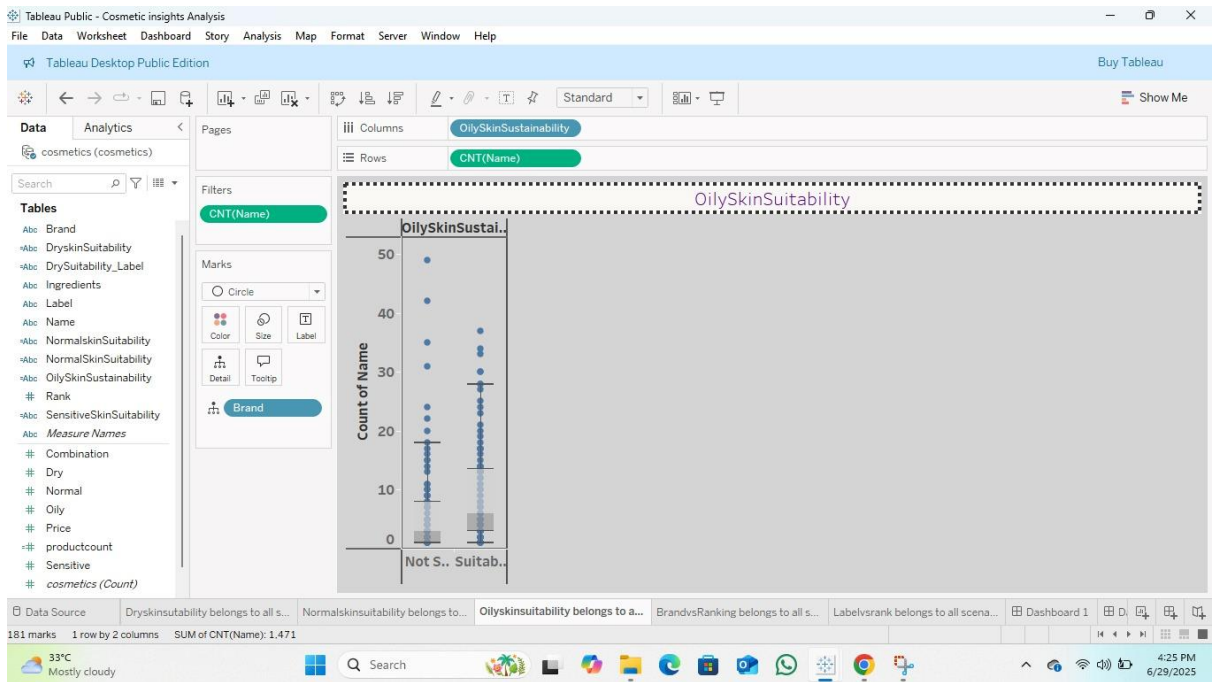 Tableau Public - Cosmetic insights Analysis
File Data Worksheet Dashboard Story Analysis Map Format Server Window Help
Tableau Desktop Public Edition
Buy Tableau
Standard
Show Me
Data Analytics
cosmetics (cosmetics)
Search
Tables
Abc Brand
=Abc DryskinSuitability
=Abc DrySuitability_Label
Abc Ingredients
Abc Label
Abc Name
=Abc NormalskinSuitability
=Abc NormalSkinSuitability
=Abc OilySkinSustainability
# Rank
=Abc SensitiveSkinSuitability
Abc Measure Names
# Combination
# Dry
# Normal
# Oily
# Price
=# productcount
# Sensitive
# cosmetics (Count)
Pages
Filters
CNT(Name)
Marks
Circle
Color Size Label
Detail Tooltip
Brand
Columns OilySkinSustainability
Rows CNT(Name)
OilySkinSuitability
OilySkinSustai..
Count of Name
50
40
30
20
10
0
Not S.. Suitab..
Data Source Dryskinsutability belongs to all s... Normalskinsuitability belongs to... Oilyskinsuitability belongs to a... BrandvsRanking belongs to all s... Labelvsrank belongs to all scena... Dashboard 1 D
181 marks 1 row by 2 columns SUM of CNT(Name): 1,471
33°C
Mostly cloudy
Search
4:25 PM
6/29/2025